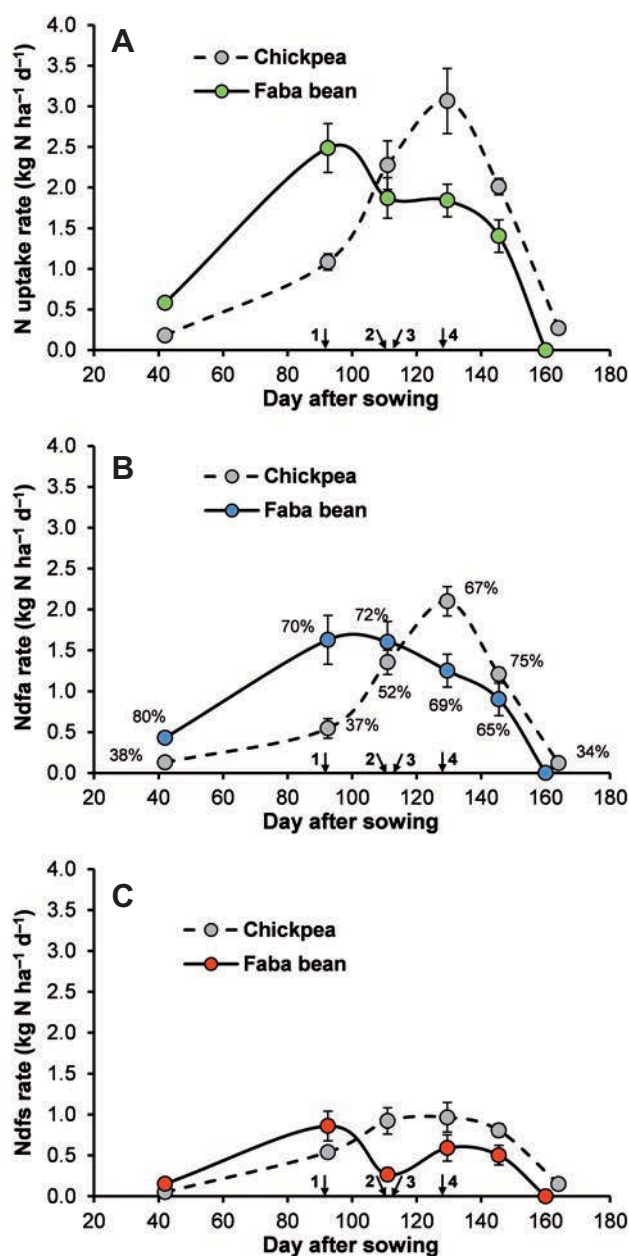 A
Chickpea
Faba bean
N uptake rate (kg N ha⁻¹ d⁻¹)
4.0
3.5
3.0
2.5
2.0
1.5
1.0
0.5
0.0
1 2 3 4
20 40 60 80 100 120 140 160 180
Day after sowing
B
Chickpea
Faba bean
Ndfa rate (kg N ha⁻¹ d⁻¹)
4.0
3.5
3.0
2.5
2.0
1.5
1.0
0.5
0.0
67%
70% 72%
75%
80%
52%
69%
38% 37% 65% 34%
1 2 3 4
20 40 60 80 100 120 140 160 180
Day after sowing
C
Chickpea
Faba bean
Ndfs rate (kg N ha⁻¹ d⁻¹)
4.0
3.5
3.0
2.5
2.0
1.5
1.0
0.5
0.0
1 2 3 4
20 40 60 80 100 120 140 160 180
Day after sowing